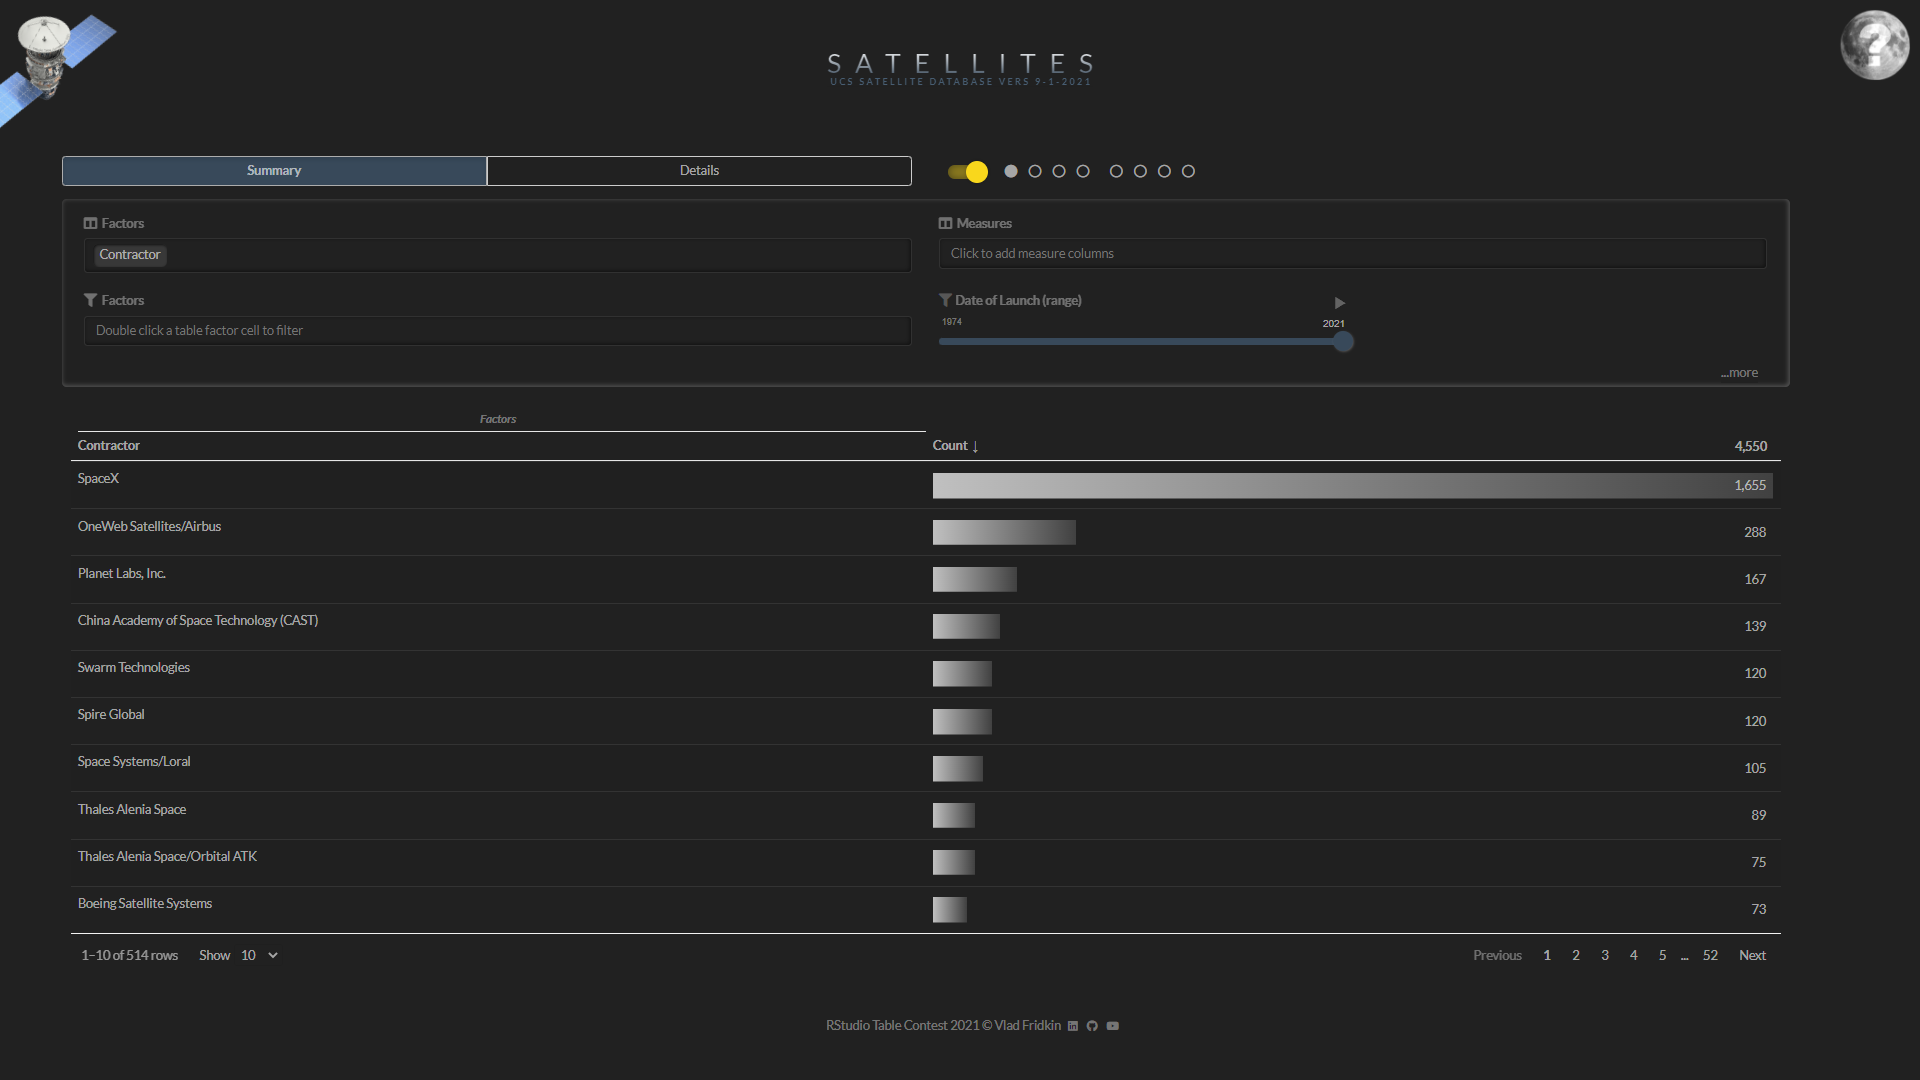 SATELLITES
UCS SATELLITE DATABASE VERS 9-1-2021
?
Summary
Details
Factors
Contractor
Measures
Click to add measure columns
Factors
Double click a table factor cell to filter
Date of Launch (range)
1974
2021
...more
Factors
Contractor
Count ↓
4,550
SpaceX
1,655
OneWeb Satellites/Airbus
288
Planet Labs, Inc.
167
China Academy of Space Technology (CAST)
139
Swarm Technologies
120
Spire Global
120
Space Systems/Loral
105
Thales Alenia Space
89
Thales Alenia Space/Orbital ATK
75
Boeing Satellite Systems
73
1–10 of 514 rows
Show 10
Previous 1 2 3 4 5 ... 52 Next
RStudio Table Contest 2021 © Vlad Fridkin in